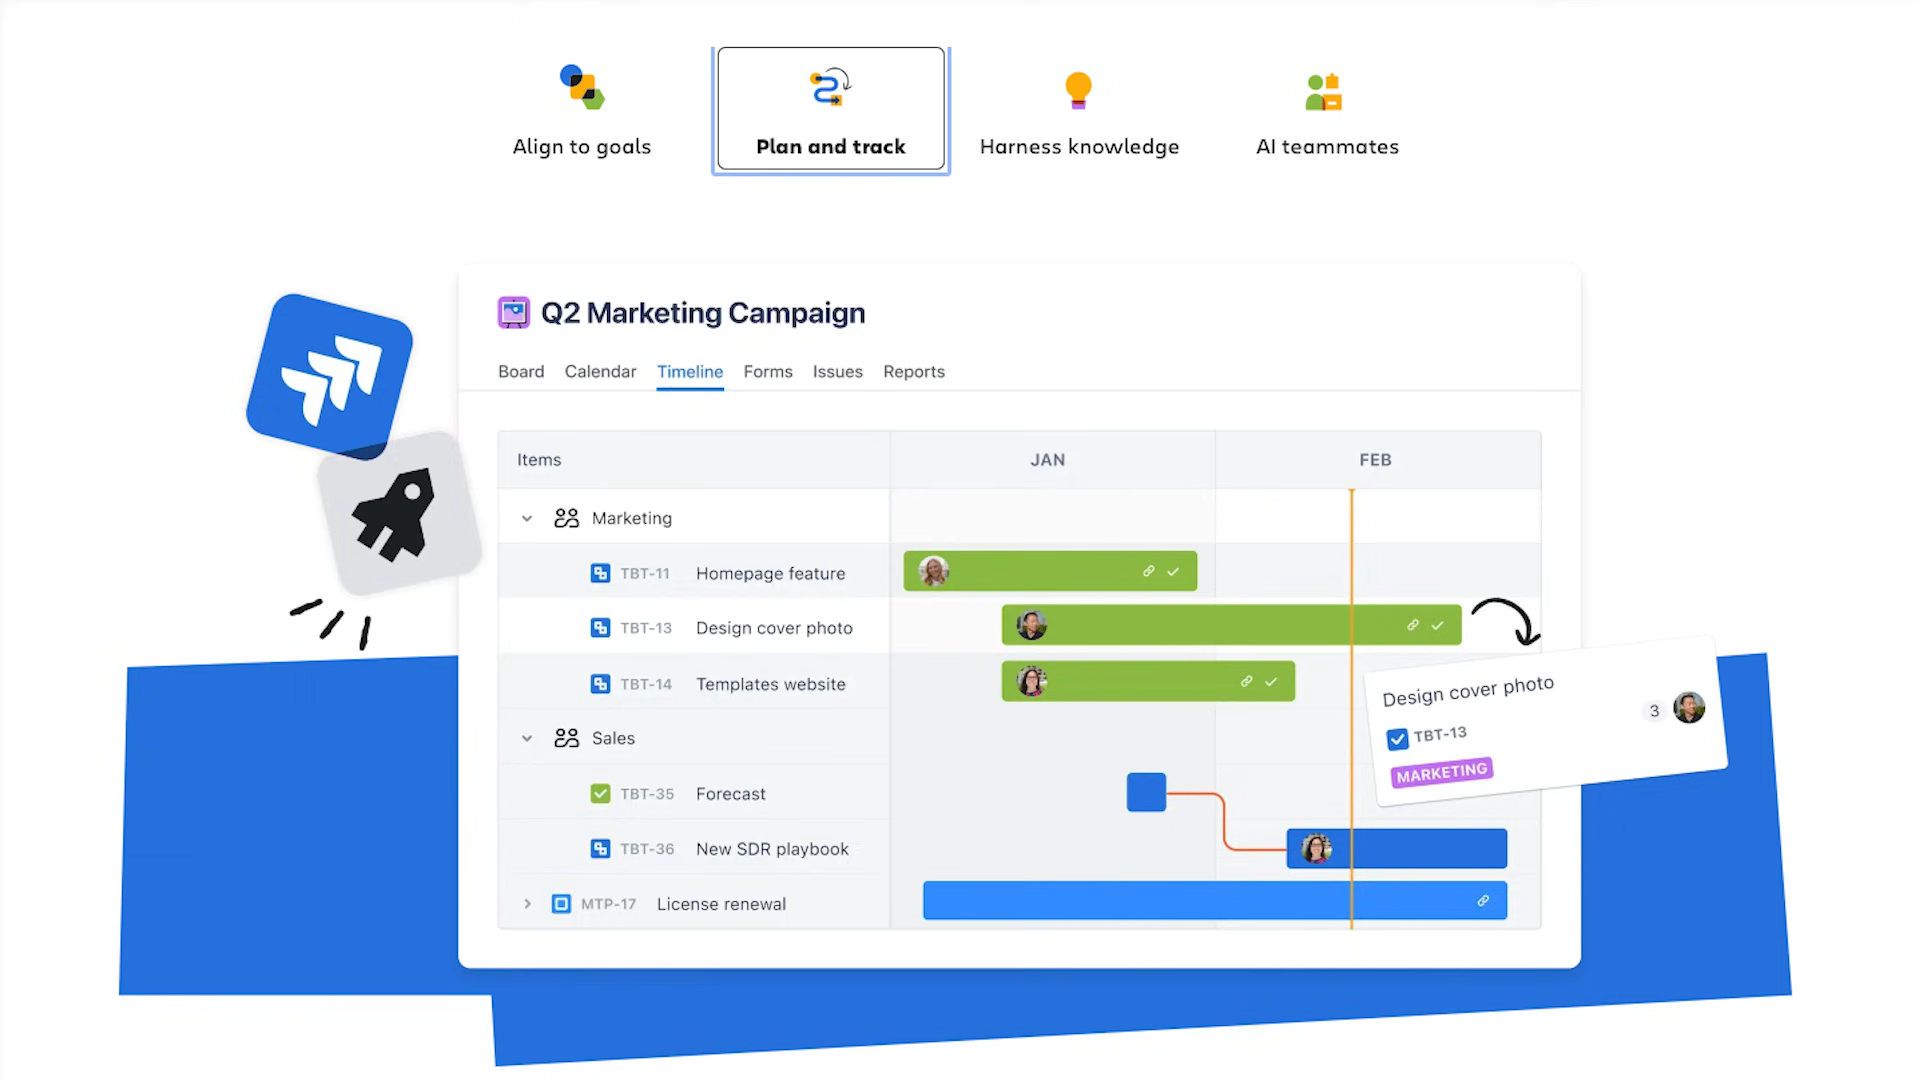 Align to goals
Plan and track
Harness knowledge
AI teammates
Q2 Marketing Campaign
Board Calendar Timeline Forms Issues Reports
Items JAN FEB
Marketing
TBT-11 Homepage feature
TBT-13 Design cover photo
TBT-14 Templates website
Sales
TBT-35 Forecast
TBT-36 New SDR playbook
MTP-17 License renewal
Design cover photo
3
TBT-13
MARKETING